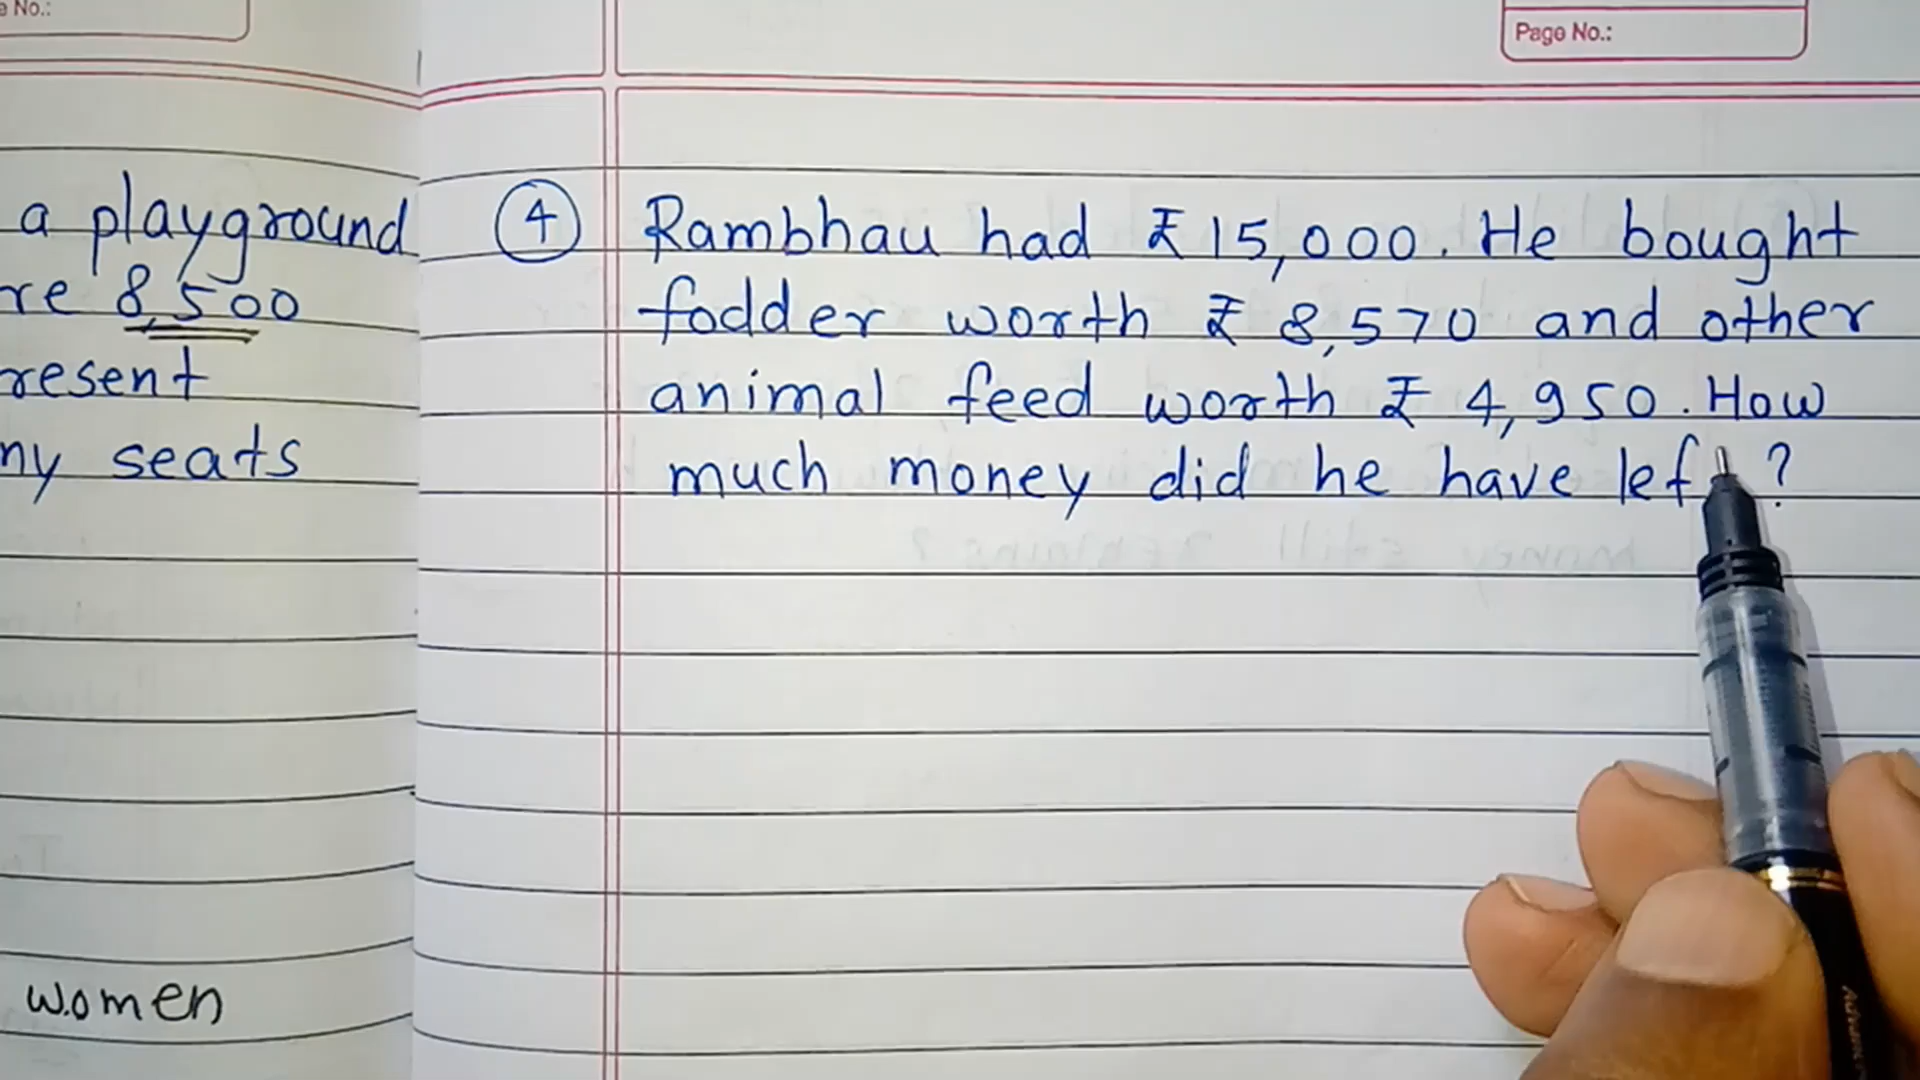 e No.:
Page No.:
a playground
re 8,500
resent
ny seats
women
4 Rambhau had ₹ 15,000. He bought
fodder worth ₹ 8,570 and other
animal feed worth ₹ 4,950. How
much money did he have lef ?